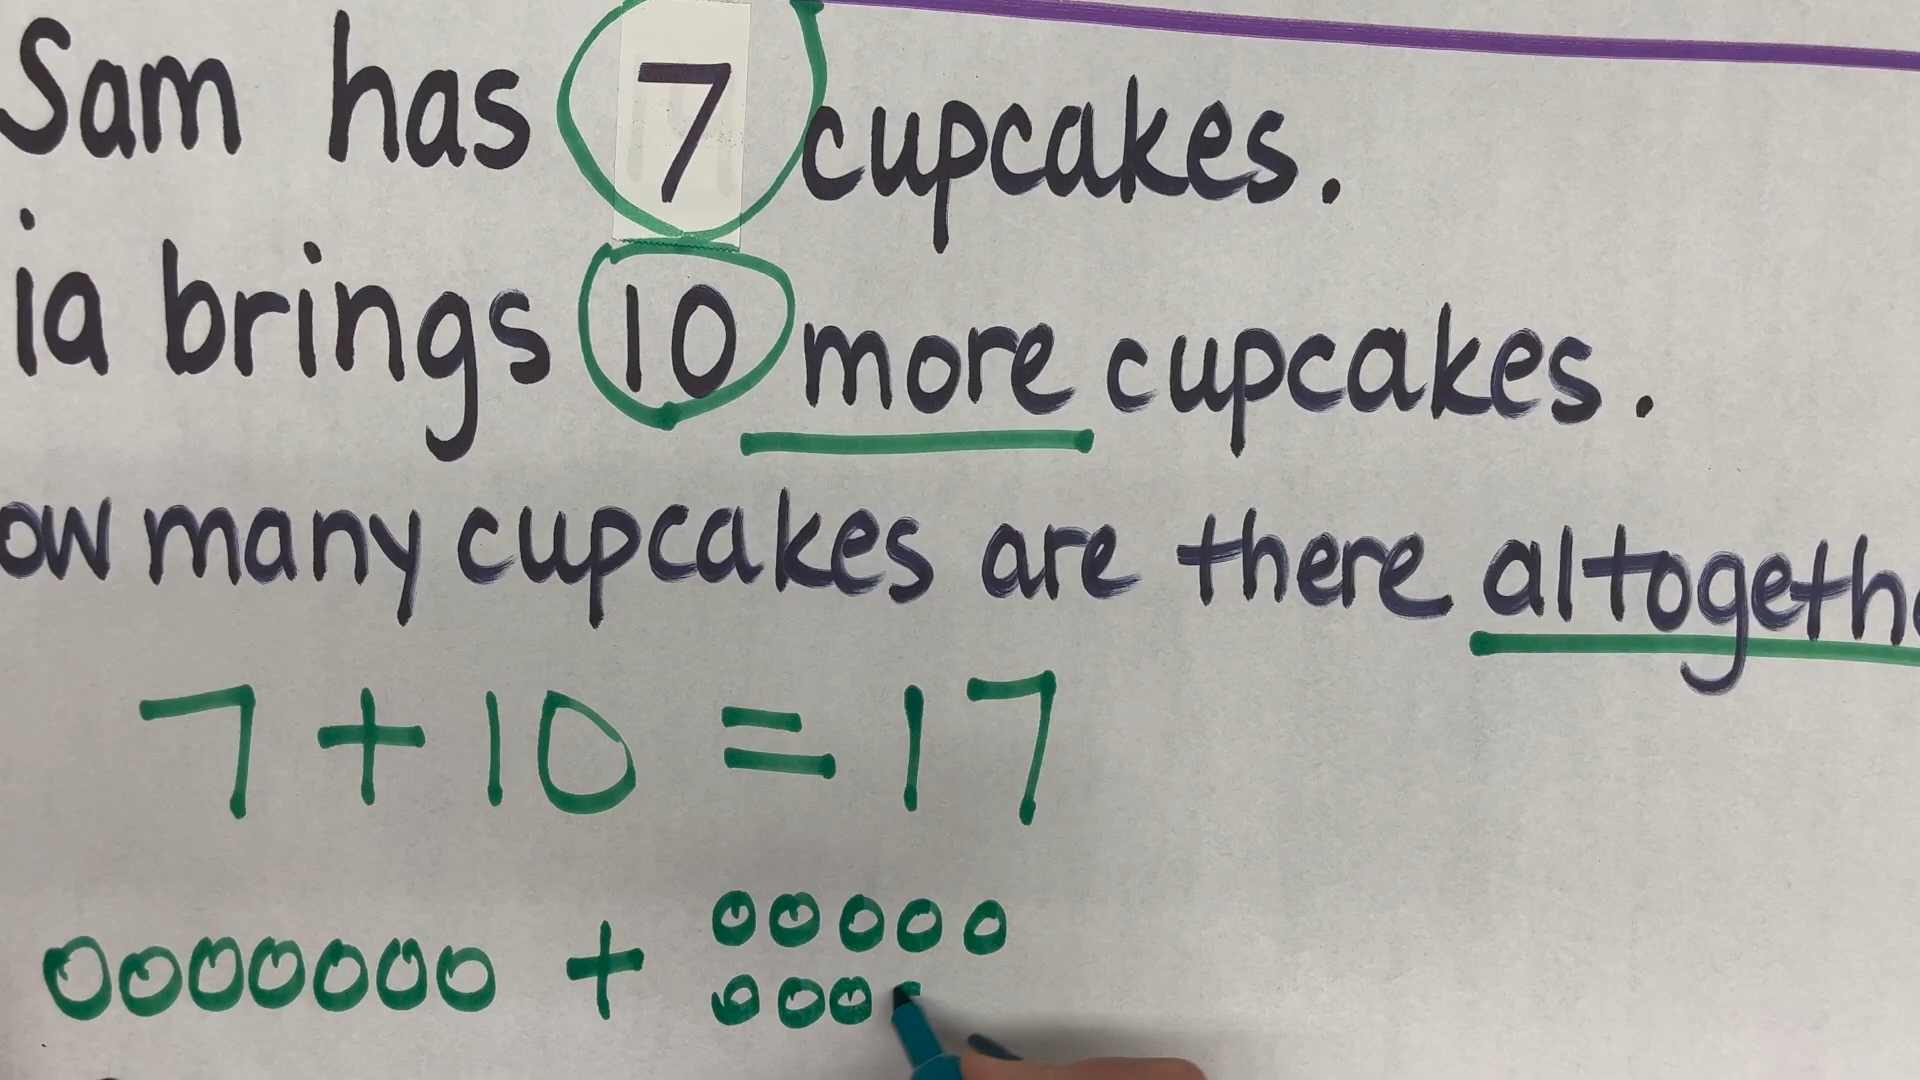 Sam has 7 cupcakes.
ia brings 10 more cupcakes.
ow many cupcakes are there altogeth
7 + 10 = 17
+